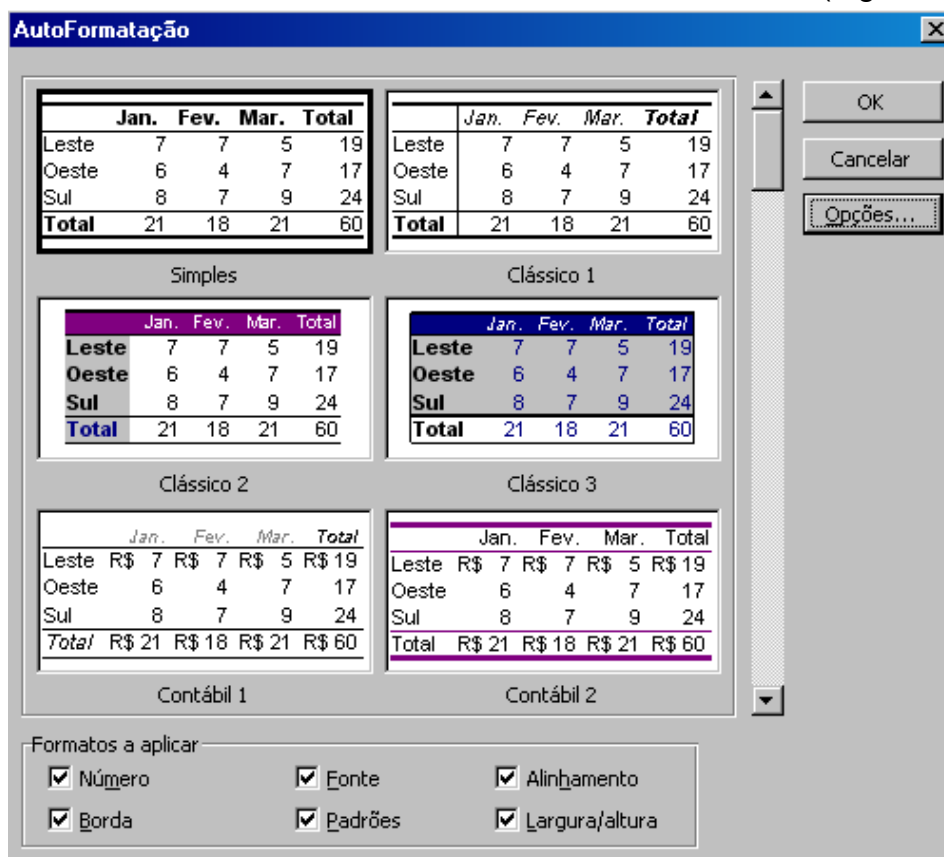 AutoFormatação
Jan. Fev. Mar. Total
Leste 7 7 5 19
Oeste 6 4 7 17
Sul 8 7 9 24
Total 21 18 21 60
Simples
Jan. Fev. Mar. Total
Leste 7 7 5 19
Oeste 6 4 7 17
Sul 8 7 9 24
Total 21 18 21 60
Clássico 1
OK
Cancelar
Opções...
Jan. Fev. Mar. Total
Leste 7 7 5 19
Oeste 6 4 7 17
Sul 8 7 9 24
Total 21 18 21 60
Clássico 2
Jan. Fev. Mar. Total
Leste 7 7 5 19
Oeste 6 4 7 17
Sul 8 7 9 24
Total 21 18 21 60
Clássico 3
Jan. Fev. Mar. Total
Leste R$ 7 R$ 7 R$ 5 R$ 19
Oeste 6 4 7 17
Sul 8 7 9 24
Total R$ 21 R$ 18 R$ 21 R$ 60
Contábil 1
Jan. Fev. Mar. Total
Leste R$ 7 R$ 7 R$ 5 R$ 19
Oeste 6 4 7 17
Sul 8 7 9 24
Total R$ 21 R$ 18 R$ 21 R$ 60
Contábil 2
Formatos a aplicar
Número
Fonte
Alinhamento
Borda
Padrões
Largura/altura